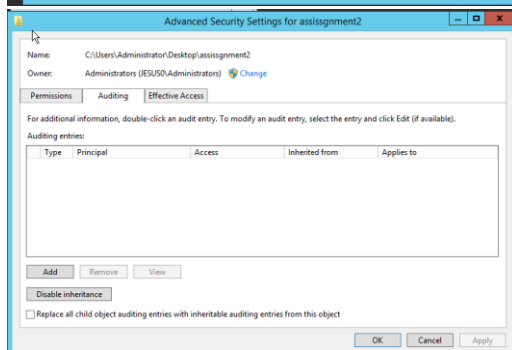 Advanced Security Settings for assissgnment2
Name: C:\Users\Administrator\Desktop\assissgnment2
Owner: Administrators (JESUS0\Administrators) Change
Permissions Auditing Effective Access
For additional information, double-click an audit entry. To modify an audit entry, select the entry and click Edit (if available).
Auditing entries:
Type Principal Access Inherited from Applies to
Add Remove View
Disable inheritance
Replace all child object auditing entries with inheritable auditing entries from this object
OK Cancel Apply